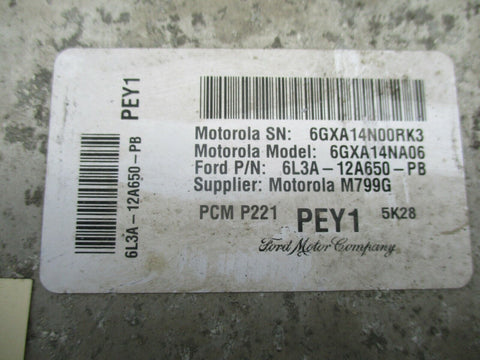 PEY1
6L3A-12A650-PB
Motorola SN: 6GXA14N00RK3
Motorola Model: 6GXA14NA06
Ford P/N: 6L3A-12A650-PB
Supplier: Motorola M799G
PCM P221 PEY1 5K28
Ford Motor Company